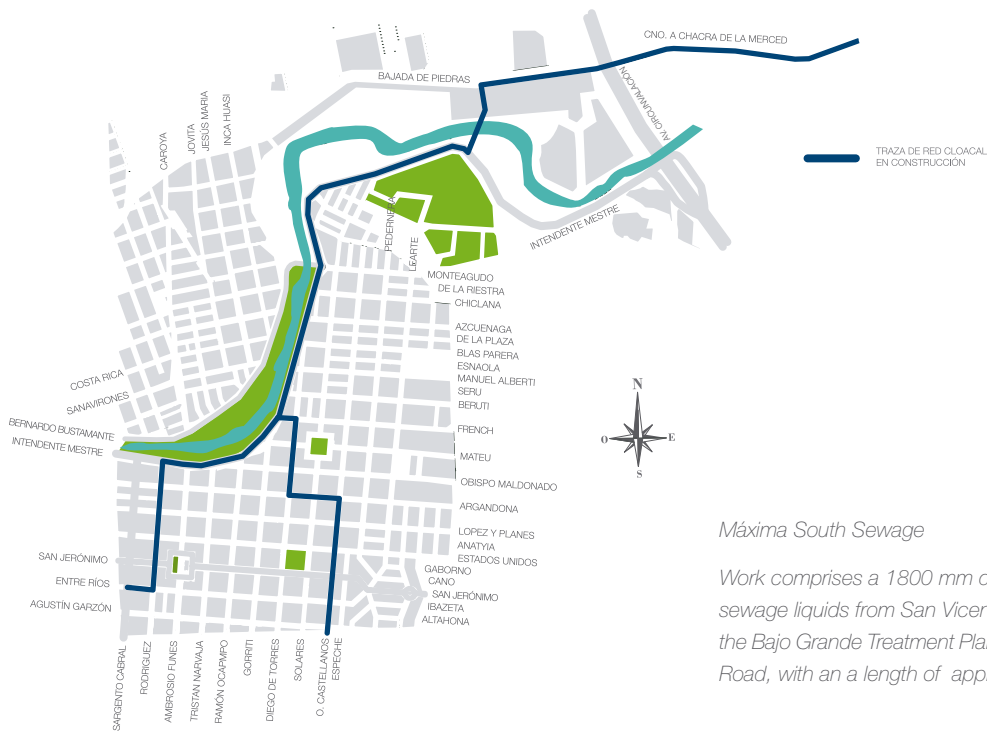 CNO. A CHACRA DE LA MERCED
BAJADA DE PIEDRAS
AV. CIRCUNVALACIÓN
CAROYA
JOVITA
JESÚS MARIA
INCA HUASI
TRAZA DE RED CLOACAL
EN CONSTRUCCIÓN
PEDERNERA
LEARTE
INTENDENTE MESTRE
MONTEAGUDO
DE LA RIESTRA
CHICLANA
AZCUENAGA
DE LA PLAZA
BLAS PARERA
ESNAOLA
MANUEL ALBERTI
SERU
BERUTI
FRENCH
MATEU
OBISPO MALDONADO
ARGANDONA
LOPEZ Y PLANES
ANATYIA
ESTADOS UNIDOS
GABORNO
CANO
SAN JERÓNIMO
IBAZETA
ALTAHONA
COSTA RICA
SANAVIRONES
BERNARDO BUSTAMANTE
INTENDENTE MESTRE
SAN JERÓNIMO
ENTRE RÍOS
AGUSTÍN GARZÓN
SARGENTO CABRAL
RODRIGUEZ
AMBROSIO FUNES
TRISTAN NARVAJA
RAMÓN OCAPMPO
GORRITI
DIEGO DE TORRES
SOLARES
O. CASTELLANOS
ESPECHE
N
O
E
S
Máxima South Sewage
Work comprises a 1800 mm
sewage liquids from San
the Bajo Grande Treatment
Road, with an a length of